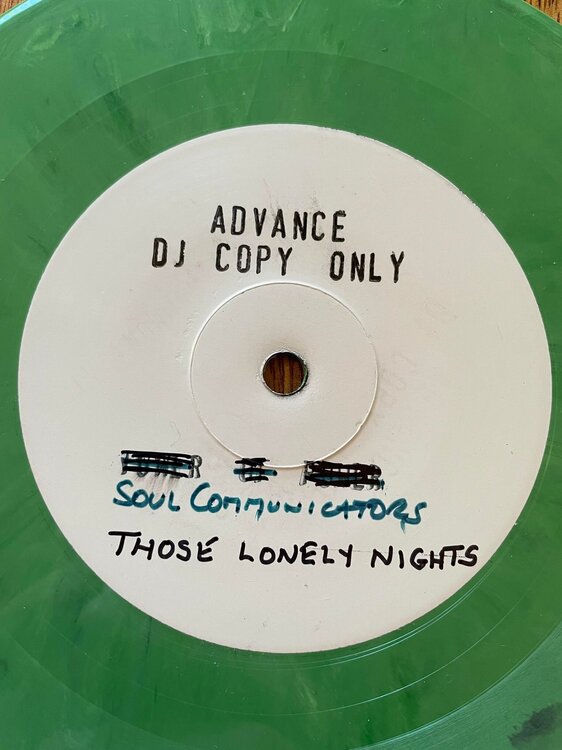 ADVANCE
DJ COPY ONLY
SOUL COMMUNICATORS
THOSE LONELY NIGHTS